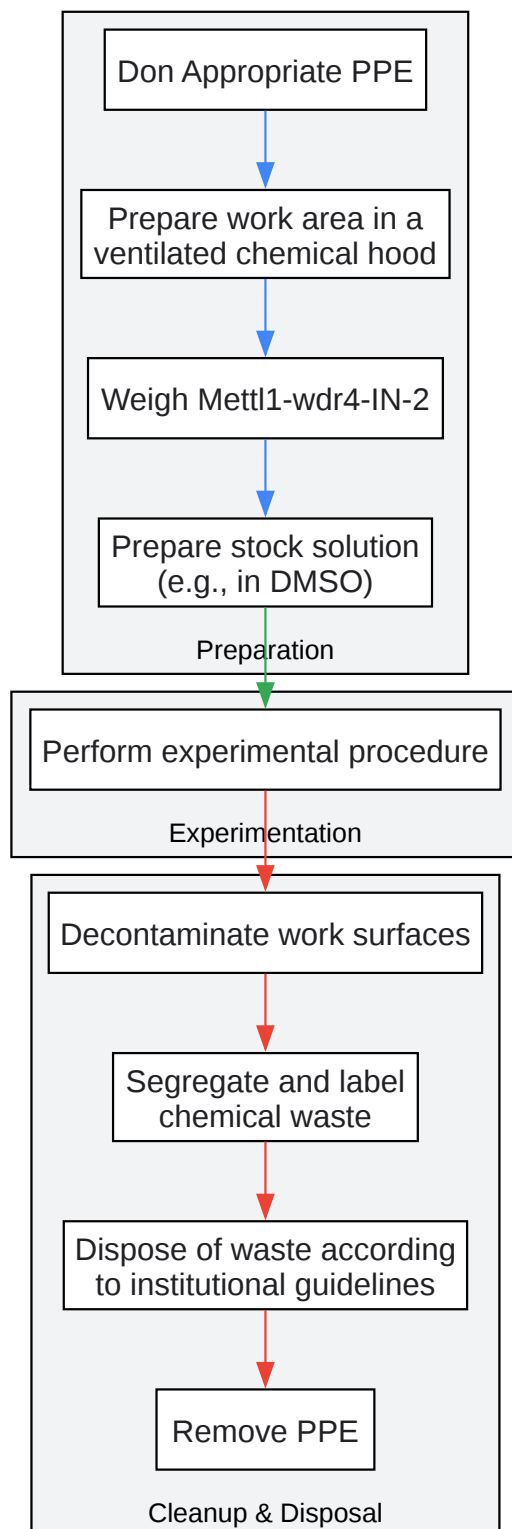 Don Appropriate PPE
Prepare work area in a
ventilated chemical hood
Weigh Mettl1-wdr4-IN-2
Prepare stock solution
(e.g., in DMSO)
Preparation
Perform experimental procedure
Experimentation
Decontaminate work surfaces
Segregate and label
chemical waste
Dispose of waste according
to institutional guidelines
Remove PPE
Cleanup & Disposal